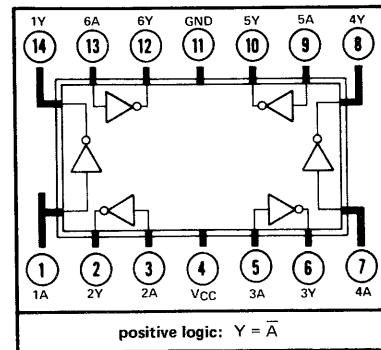 1Y 6A 6Y GND 5Y 5A 4Y
14 13 12 11 10 9 8
1 2 3 4 5 6 7
1A 2Y 2A VCC 3A 3Y 4A
positive logic: Y = A̅